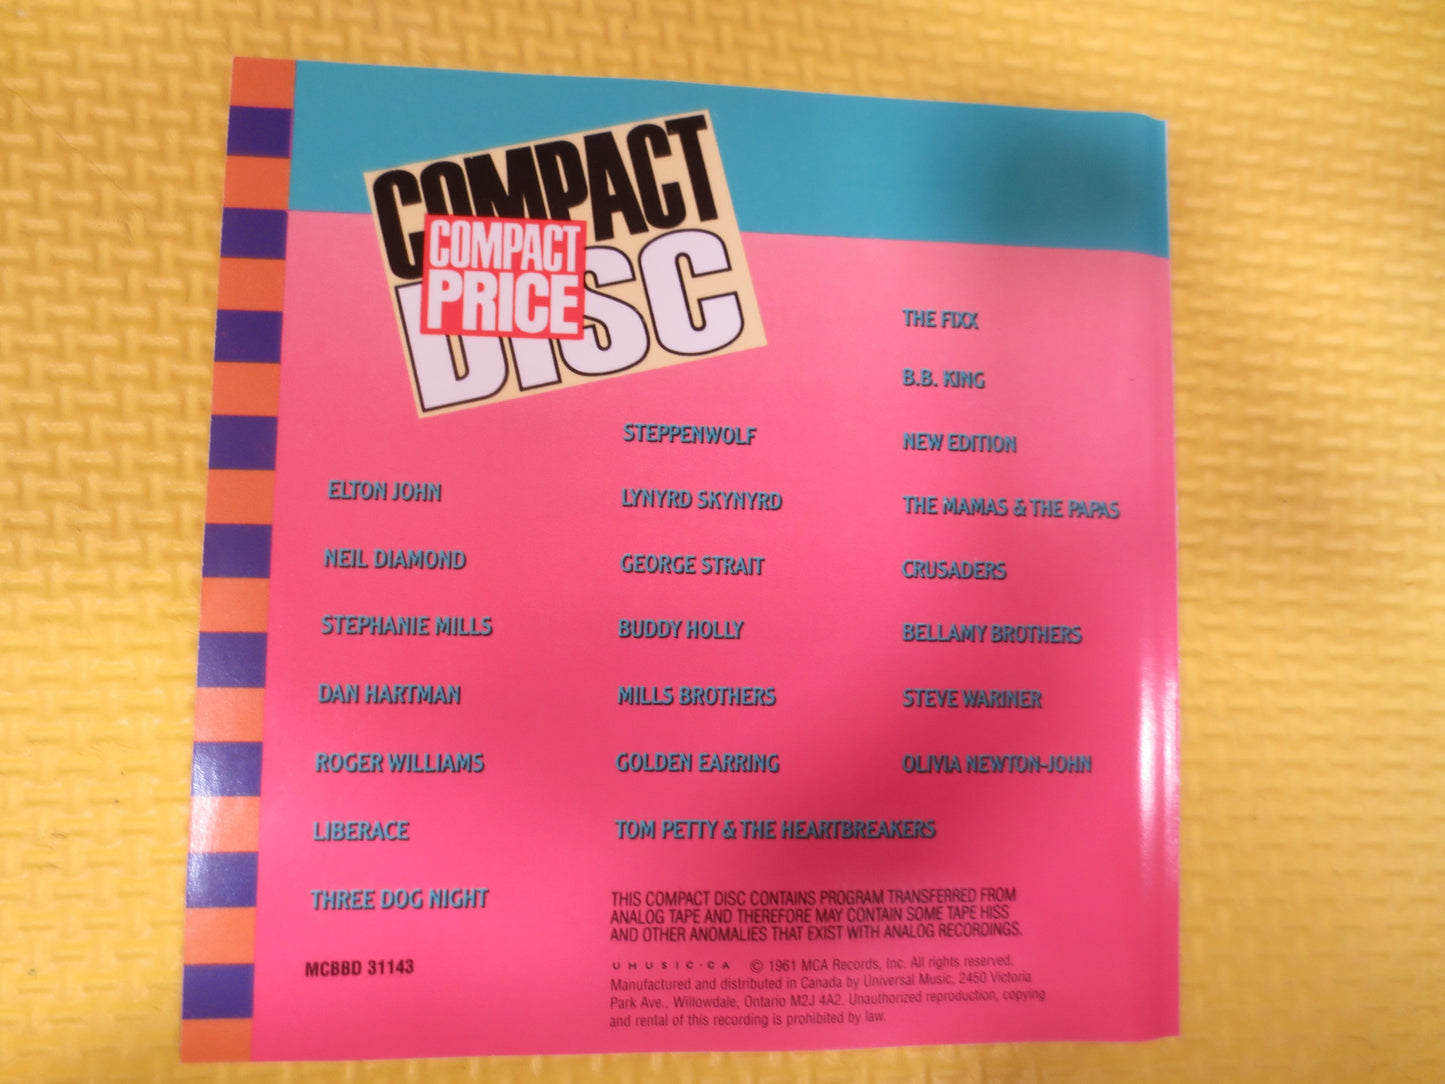 COMPACT
DISC
COMPACT
PRICE
ELTON JOHN
NEIL DIAMOND
STEPHANIE MILLS
DAN HARTMAN
ROGER WILLIAMS
LIBERACE
THREE DOG NIGHT
MCBBD 31143
STEPPENWOLF
LYNYRD SKYNYRD
GEORGE STRAIT
BUDDY HOLLY
MILLS BROTHERS
GOLDEN EARRING
TOM PETTY & THE HEARTBREAKERS
THE FIXX
B.B. KING
NEW EDITION
THE MAMAS & THE PAPAS
CRUSADERS
BELLAMY BROTHERS
STEVE WARINER
OLIVIA NEWTON-JOHN
THIS COMPACT DISC CONTAINS PROGRAM TRANSFERRED FROM
ANALOG TAPE AND THEREFORE MAY CONTAIN SOME TAPE HISS
AND OTHER ANOMALIES THAT EXIST WITH ANALOG RECORDINGS.
UMUSIC.CA © 1961 MCA Records, Inc. All rights reserved.
Manufactured and distributed in Canada by Universal Music, 2450 Victoria
Park Ave., Willowdale, Ontario M2J 4A2. Unauthorized reproduction, copying
and rental of this recording is prohibited by law.